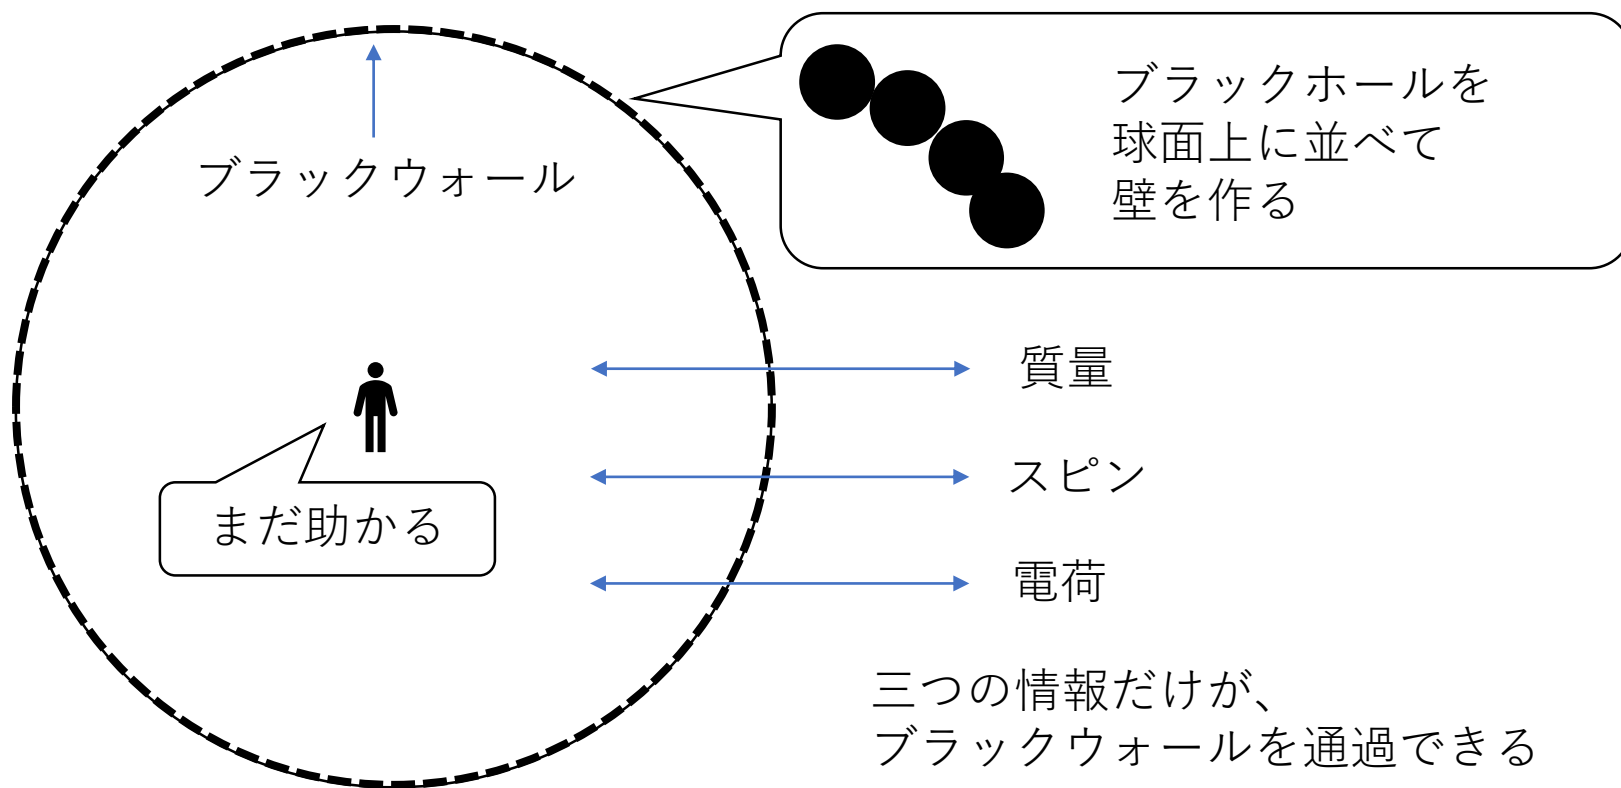 ブラックホールを
球面上に並べて
壁を作る
ブラックウォール
質量
スピン
まだ助かる
電荷
三つの情報だけが、
ブラックウォールを通過できる